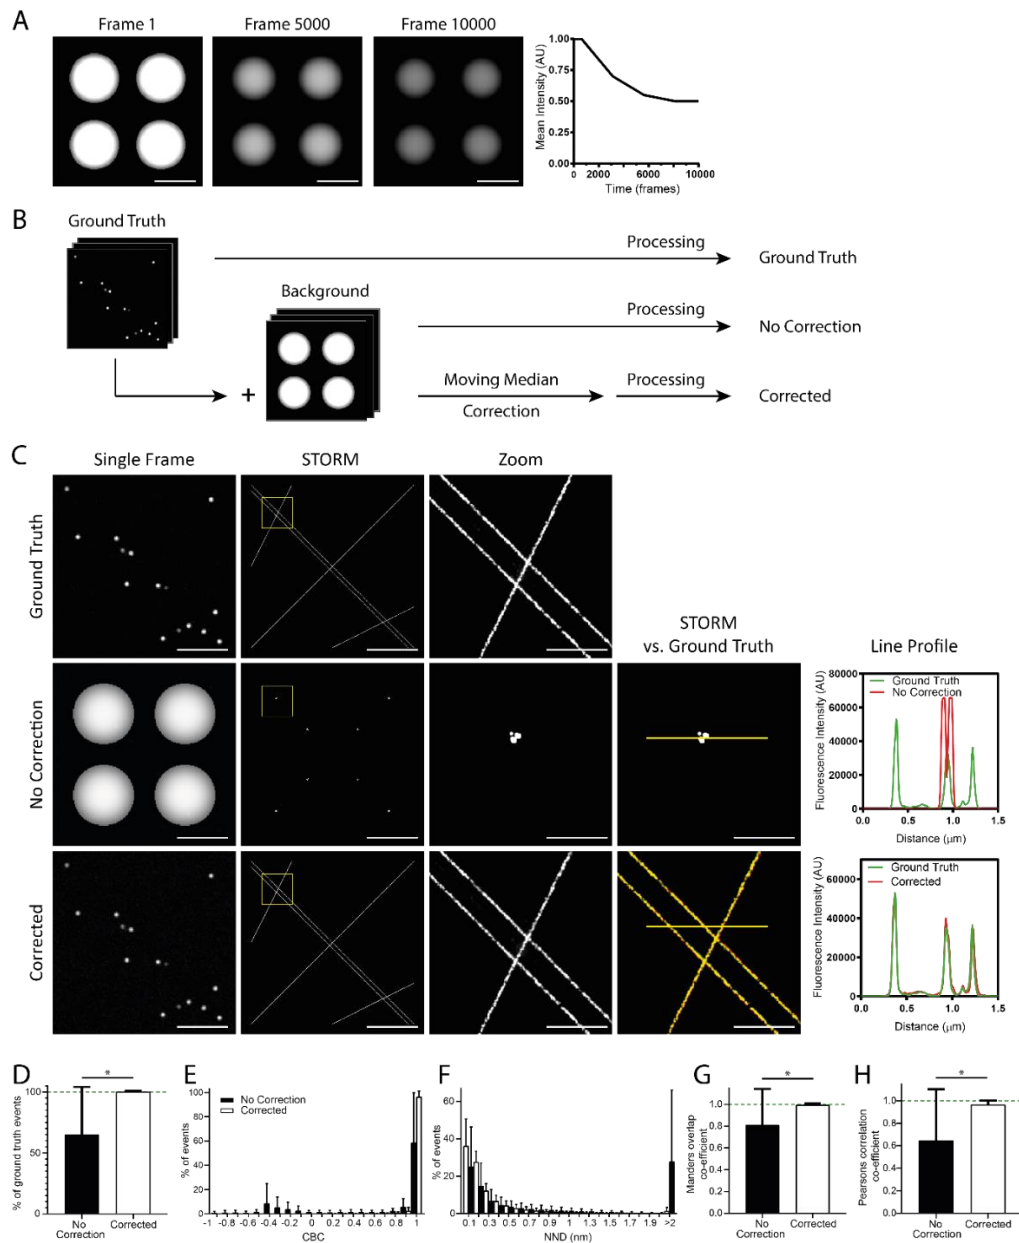 A
Frame 1
Frame 5000
Frame 10000
Mean Intensity (AU)
1.00
0.75
0.50
0.25
0.00
0 2000 6000 10000
Time (frames)
B
Ground Truth
Processing
Ground Truth
Background
Processing
No Correction
+
Moving Median
Correction
Processing
Corrected
C
Single Frame
STORM
Zoom
Ground Truth
STORM
vs. Ground Truth
Line Profile
No Correction
Fluorescence Intensity (AU)
80000
60000
40000
20000
0
Ground Truth
No Correction
0.0 0.5 1.0 1.5
Distance (μm)
Corrected
Fluorescence Intensity (AU)
60000
40000
20000
0
Ground Truth
Corrected
0.0 0.5 1.0 1.5
Distance (μm)
D
% of ground truth events
100
50
0
*
No
Correction
Corrected
E
% of events
100
80
60
40
20
0
No Correction
Corrected
-1 -0.8 -0.6 -0.4 -0.2 0 0.2 0.4 0.6 0.8 1
CBC
F
% of events
60
40
20
0
0.1 0.3 0.5 0.7 0.9 1.1 1.3 1.5 1.7 1.9 >2
NND (nm)
G
Manders overlap
co-efficient
1.0
0.8
0.6
0.4
0.2
0.0
*
No
Correction
Corrected
H
Pearsons correlation
co-efficient
1.0
0.8
0.6
0.4
0.2
0.0
*
No
Correction
Corrected